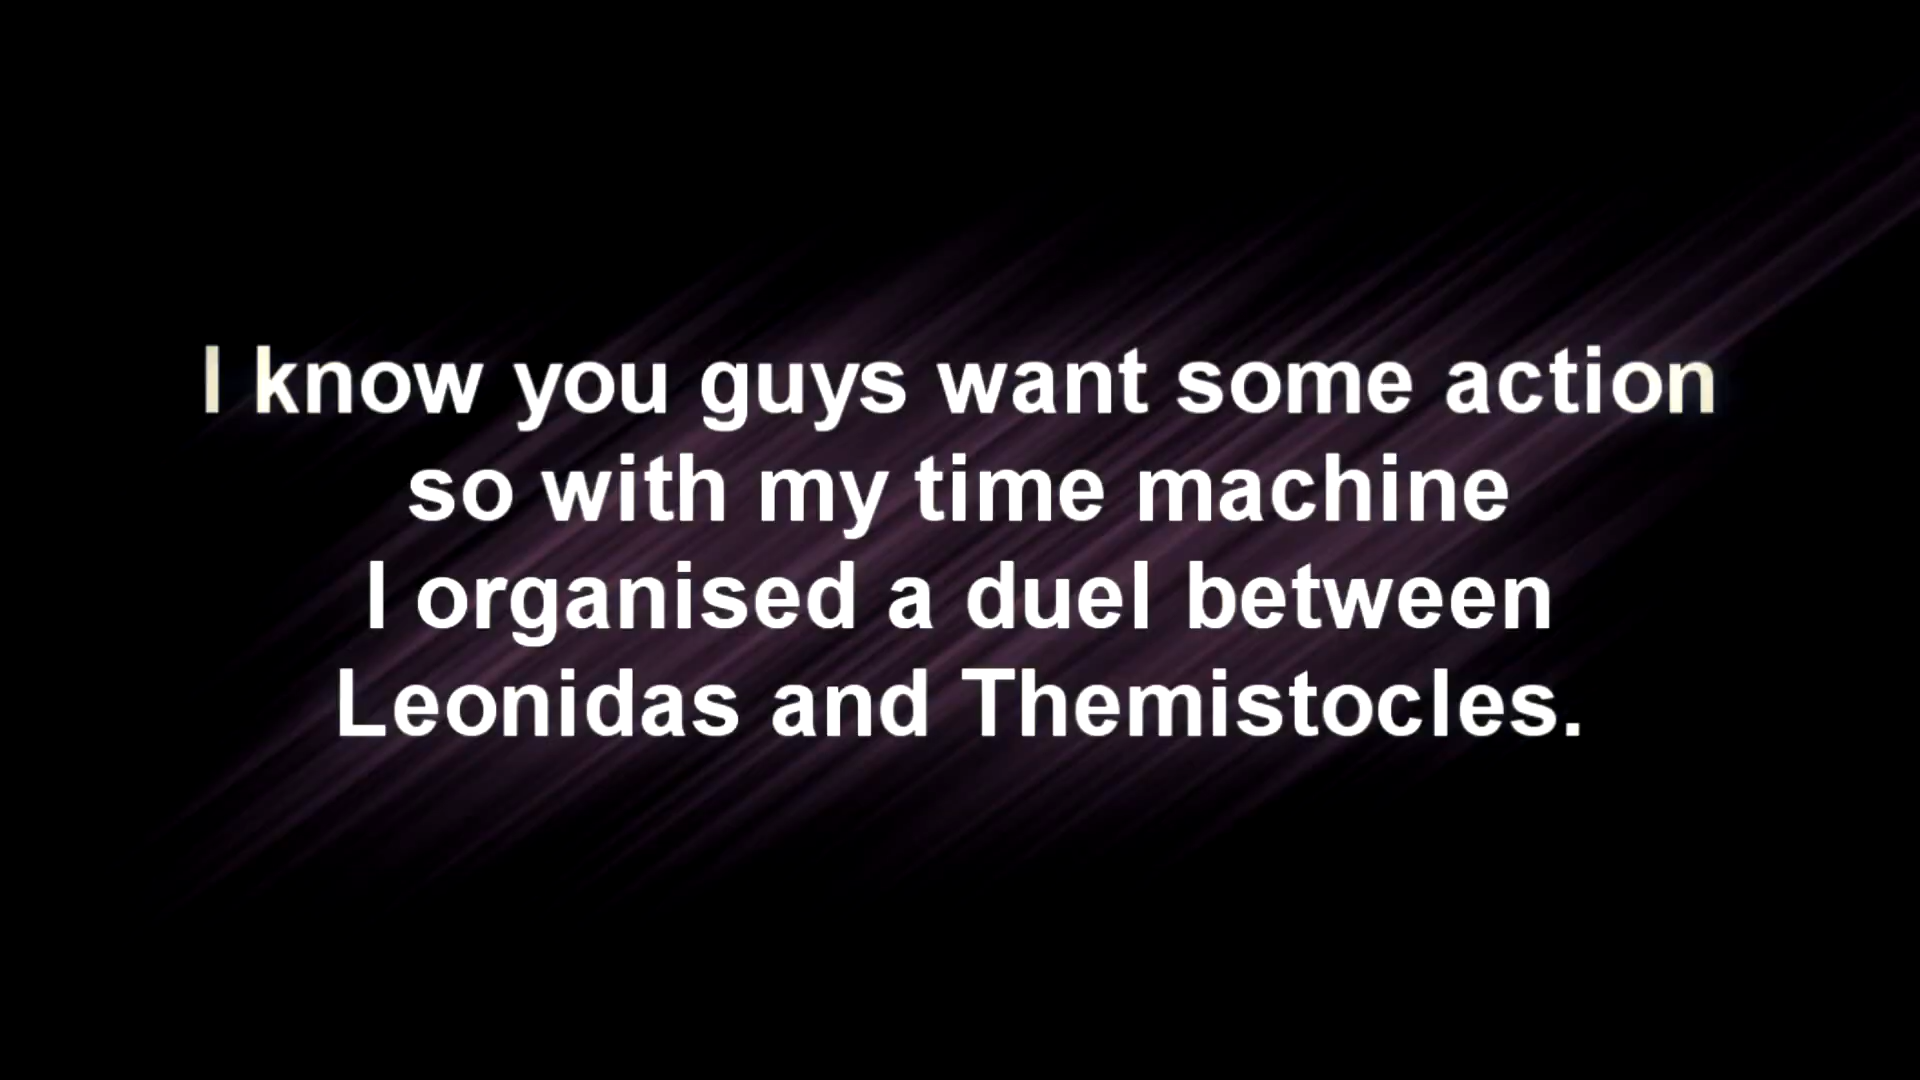 I know you guys want some action
so with my time machine
I organised a duel between
Leonidas and Themistocles.